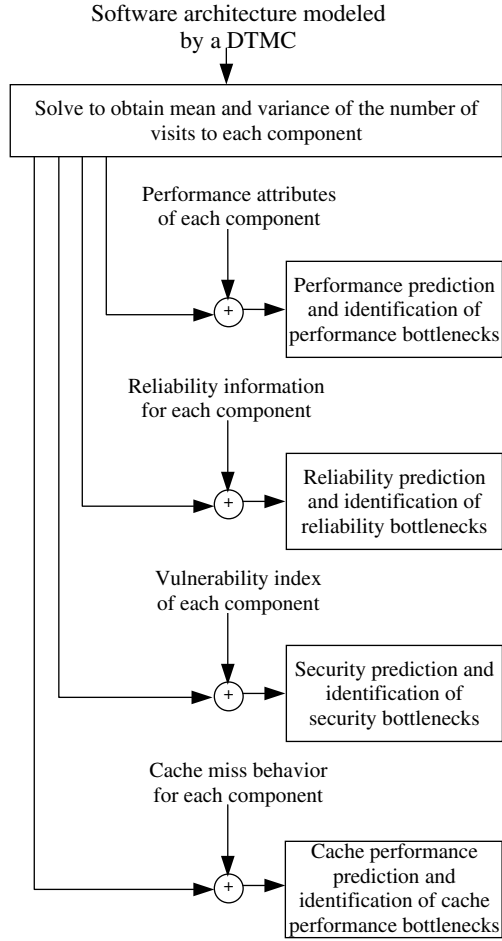 Software architecture modeled
by a DTMC
Solve to obtain mean and variance of the number of
visits to each component
Performance attributes
of each component
+
Performance prediction
and identification of
performance bottlenecks
Reliability information
for each component
+
Reliability prediction
and identification of
reliability bottlenecks
Vulnerability index
of each component
+
Security prediction and
identification of
security bottlenecks
Cache miss behavior
for each component
+
Cache performance
prediction and
identification of cache
performance bottlenecks